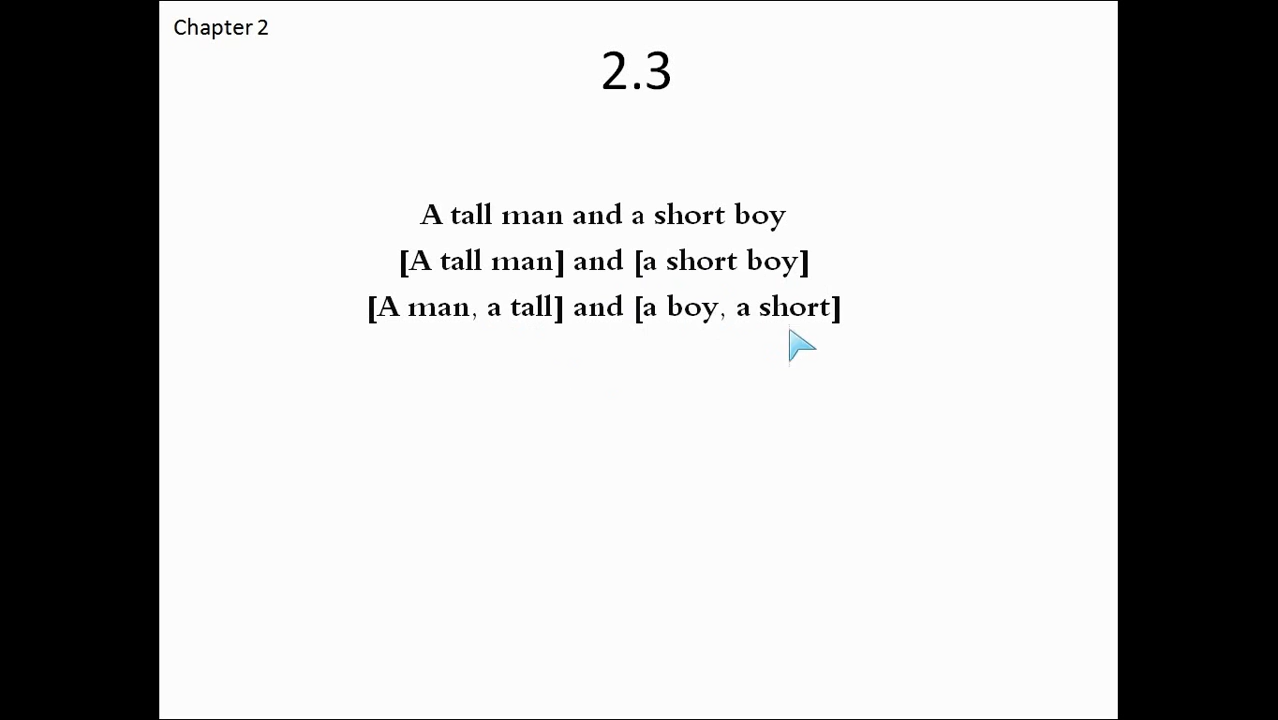 Chapter 2
2.3
A tall man and a short boy
[A tall man] and [a short boy]
[A man, a tall] and [a boy, a short]